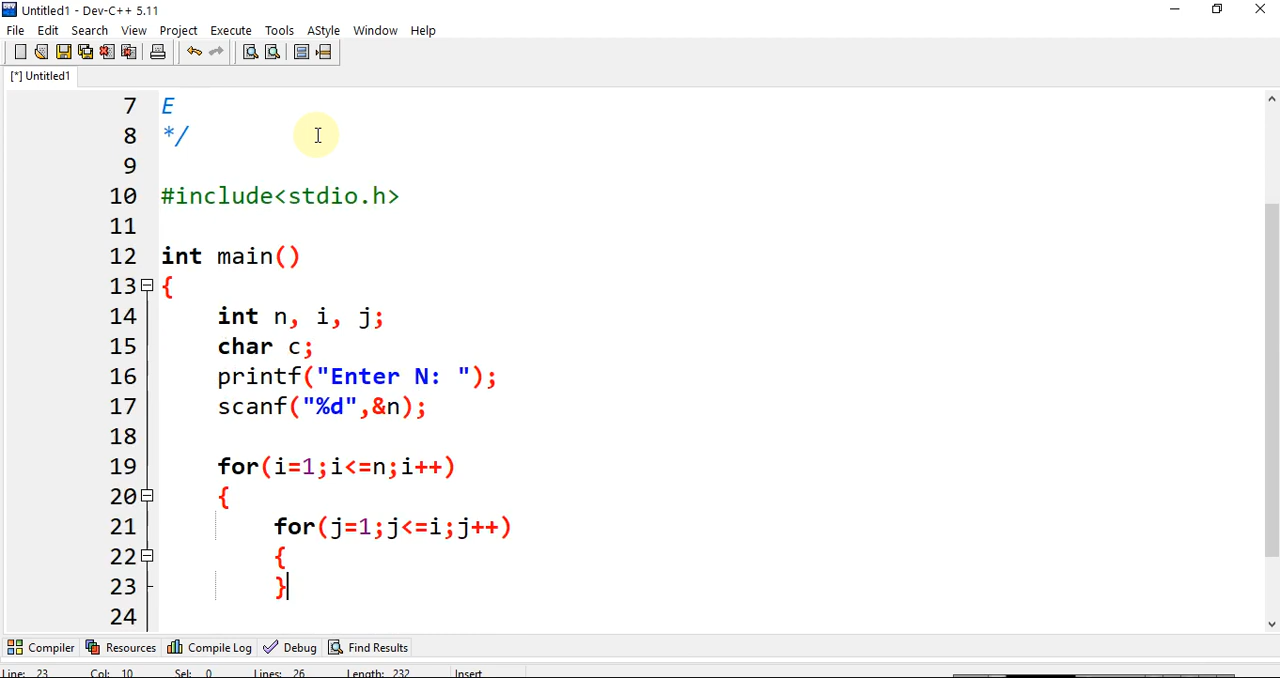 Untitled1 - Dev-C++ 5.11
File Edit Search View Project Execute Tools AStyle Window Help
[*] Untitled1
7 E
8 */
9
10 #include<stdio.h>
11
12 int main()
13 {
14 int n, i, j;
15 char c;
16 printf("Enter N: ");
17 scanf("%d",&n);
18
19 for(i=1;i<=n;i++)
20 {
21 for(j=1;j<=i;j++)
22 {
23 }
24
Compiler Resources Compile Log Debug Find Results
Line: 23 Col: 10 Sel: 0 Lines: 26 Length: 232 Insert